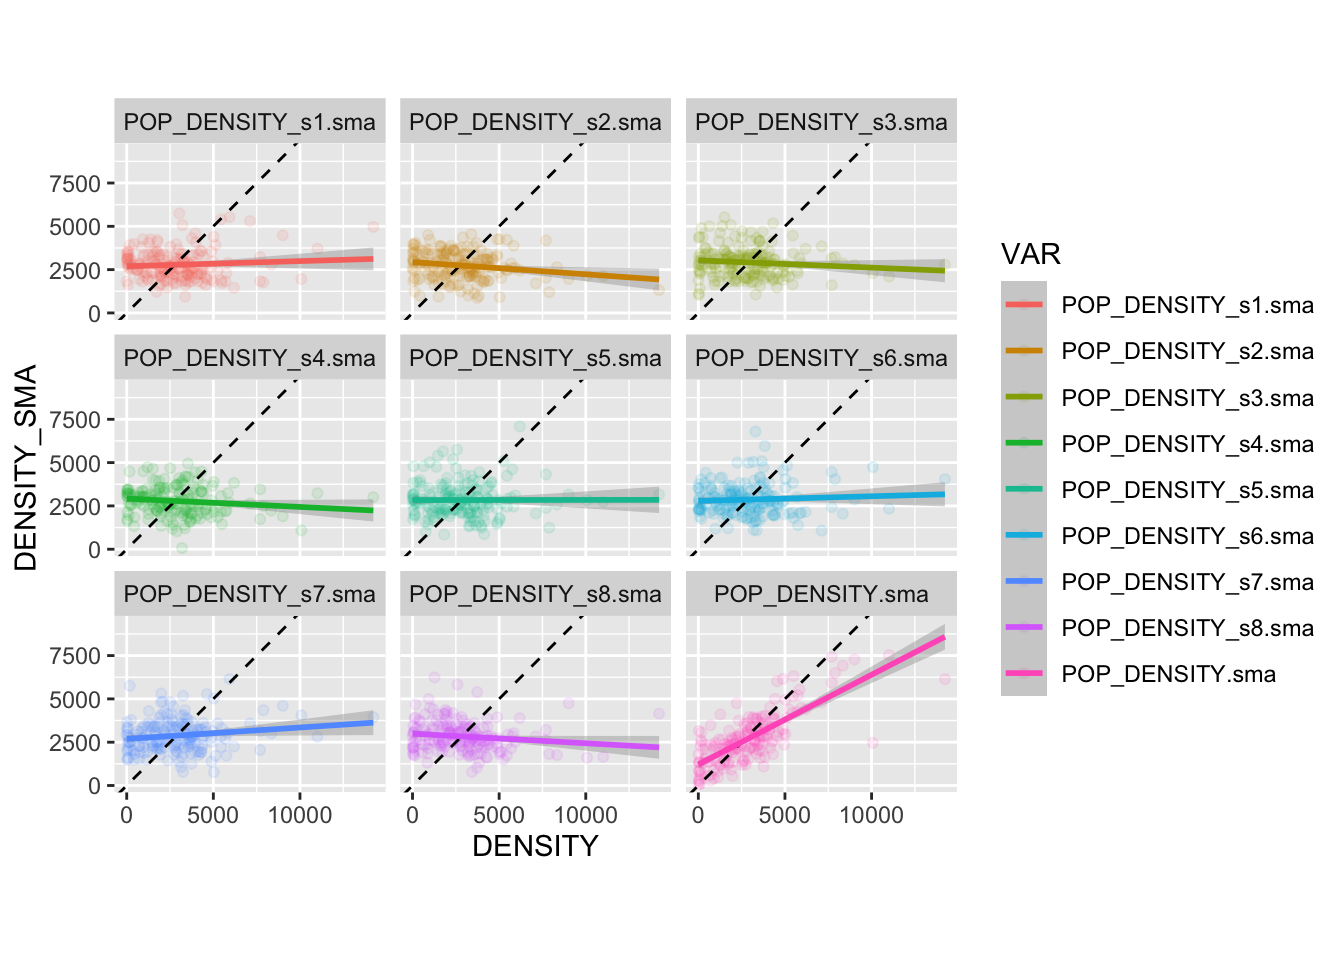 POP_DENSITY_s1.sma POP_DENSITY_s2.sma POP_DENSITY_s3.sma
7500
5000
2500
0
POP_DENSITY_s4.sma POP_DENSITY_s5.sma POP_DENSITY_s6.sma
7500
5000
2500
0
POP_DENSITY_s7.sma POP_DENSITY_s8.sma POP_DENSITY.sma
7500
5000
2500
0
0 5000 10000 0 5000 10000 0 5000 10000
DENSITY
DENSITY_SMA
VAR
POP_DENSITY_s1.sma
POP_DENSITY_s2.sma
POP_DENSITY_s3.sma
POP_DENSITY_s4.sma
POP_DENSITY_s5.sma
POP_DENSITY_s6.sma
POP_DENSITY_s7.sma
POP_DENSITY_s8.sma
POP_DENSITY.sma